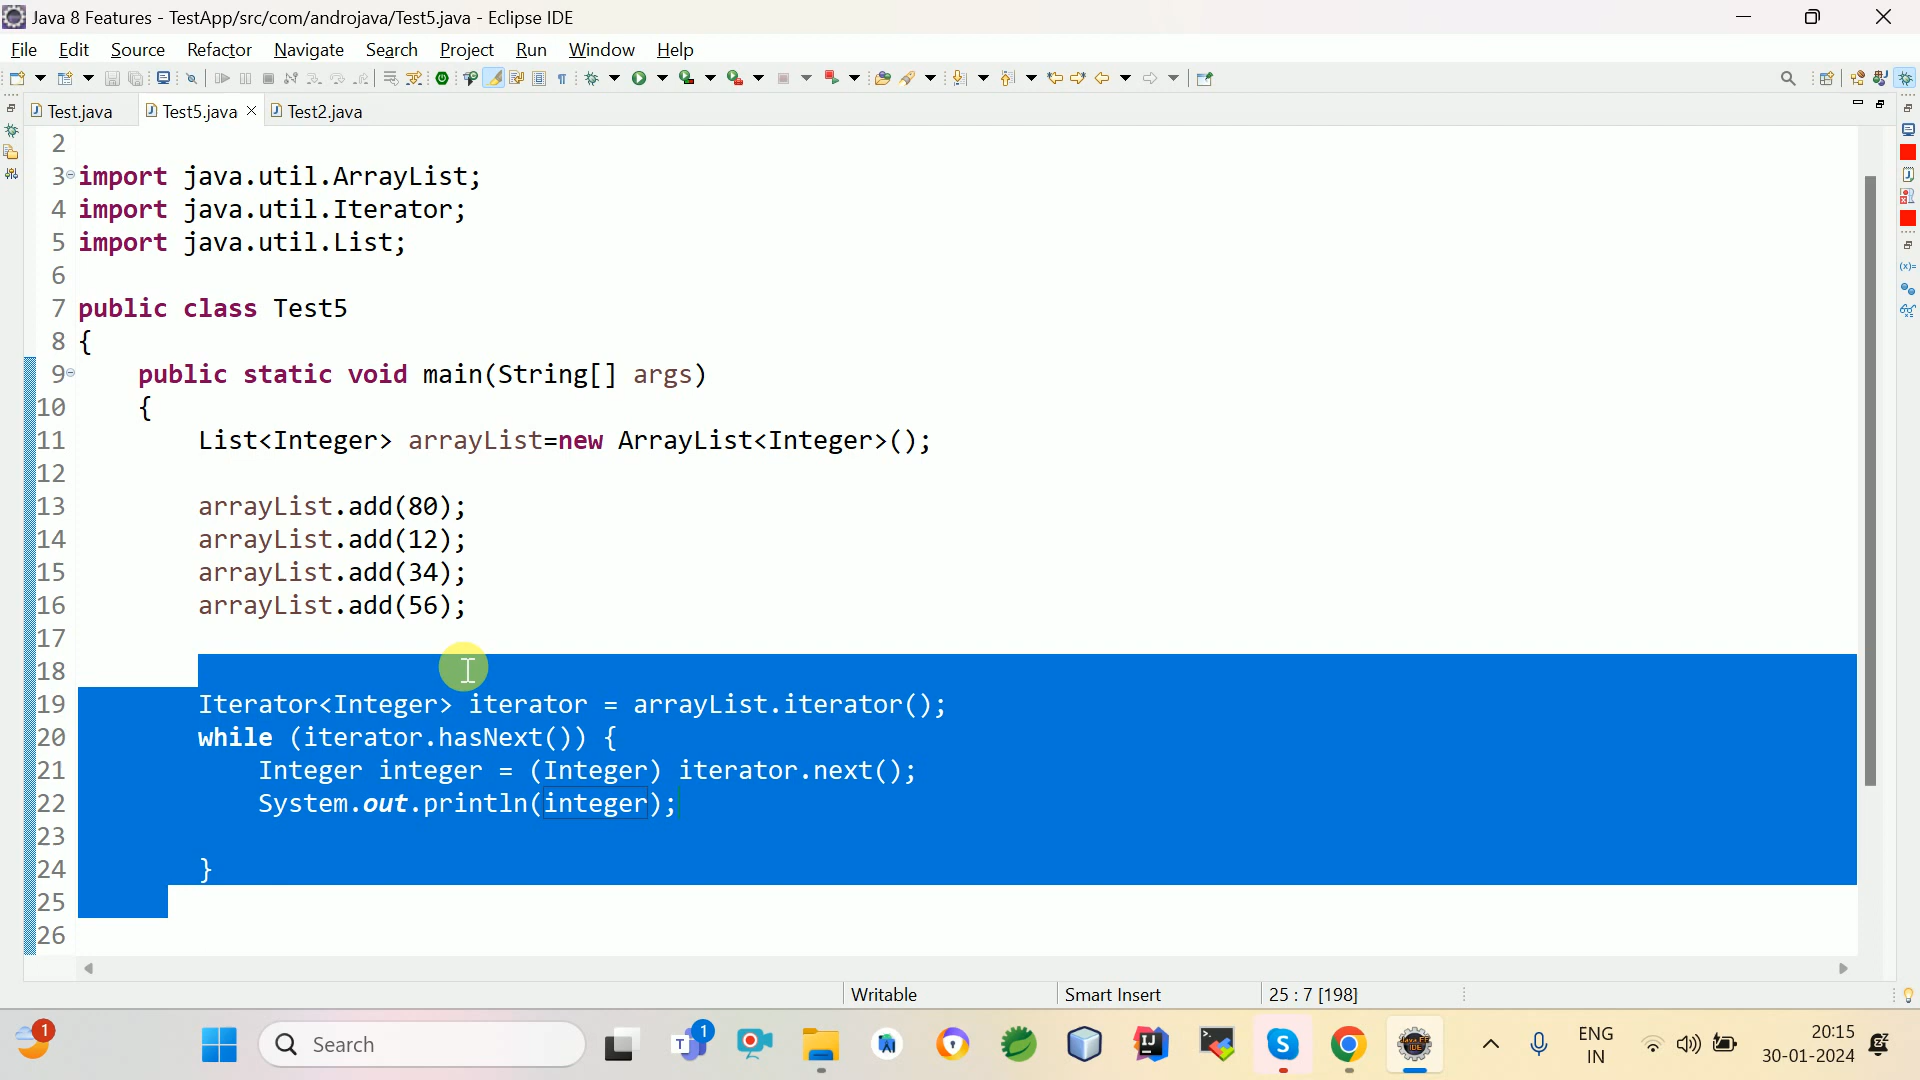 Java 8 Features - TestApp/src/com/androjava/Test5.java - Eclipse IDE
File Edit Source Refactor Navigate Search Project Run Window Help
Test.java Test5.java Test2.java
2
3 import java.util.ArrayList;
4 import java.util.Iterator;
5 import java.util.List;
6
7 public class Test5
8 {
9 public static void main(String[] args)
10 {
11 List<Integer> arrayList=new ArrayList<Integer>();
12
13 arrayList.add(80);
14 arrayList.add(12);
15 arrayList.add(34);
16 arrayList.add(56);
17
18
19 Iterator<Integer> iterator = arrayList.iterator();
20 while (iterator.hasNext()) {
21 Integer integer = (Integer) iterator.next();
22 System.out.println(integer);
23
24 }
25
26
Writable Smart Insert 25 : 7 [198]
1 Search 1 ENG 20:15
IN 30-01-2024